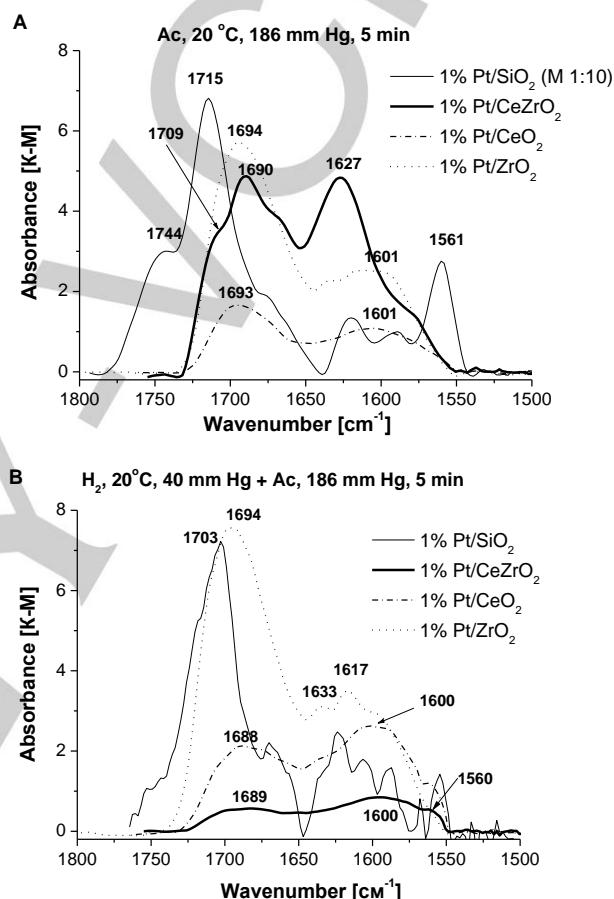 A
Ac, 20 °C, 186 mm Hg, 5 min
8
6
4
2
0
Absorbance [K-M]
1715
1709
1694
1690
1627
1744
1601
1561
1693
1601
1% Pt/SiO₂ (M 1:10)
1% Pt/CeZrO₂
1% Pt/CeO₂
1% Pt/ZrO₂
1800 1750 1700 1650 1600 1550 1500
Wavenumber [cm⁻¹]
B
H₂, 20°C, 40 mm Hg + Ac, 186 mm Hg, 5 min
8
6
4
2
0
Absorbance [K-M]
1703
1694
1633
1617
1600
1688
1560
1689
1600
1% Pt/SiO₂
1% Pt/CeZrO₂
1% Pt/CeO₂
1% Pt/ZrO₂
1800 1750 1700 1650 1600 1550 1500
Wavenumber [см⁻¹]